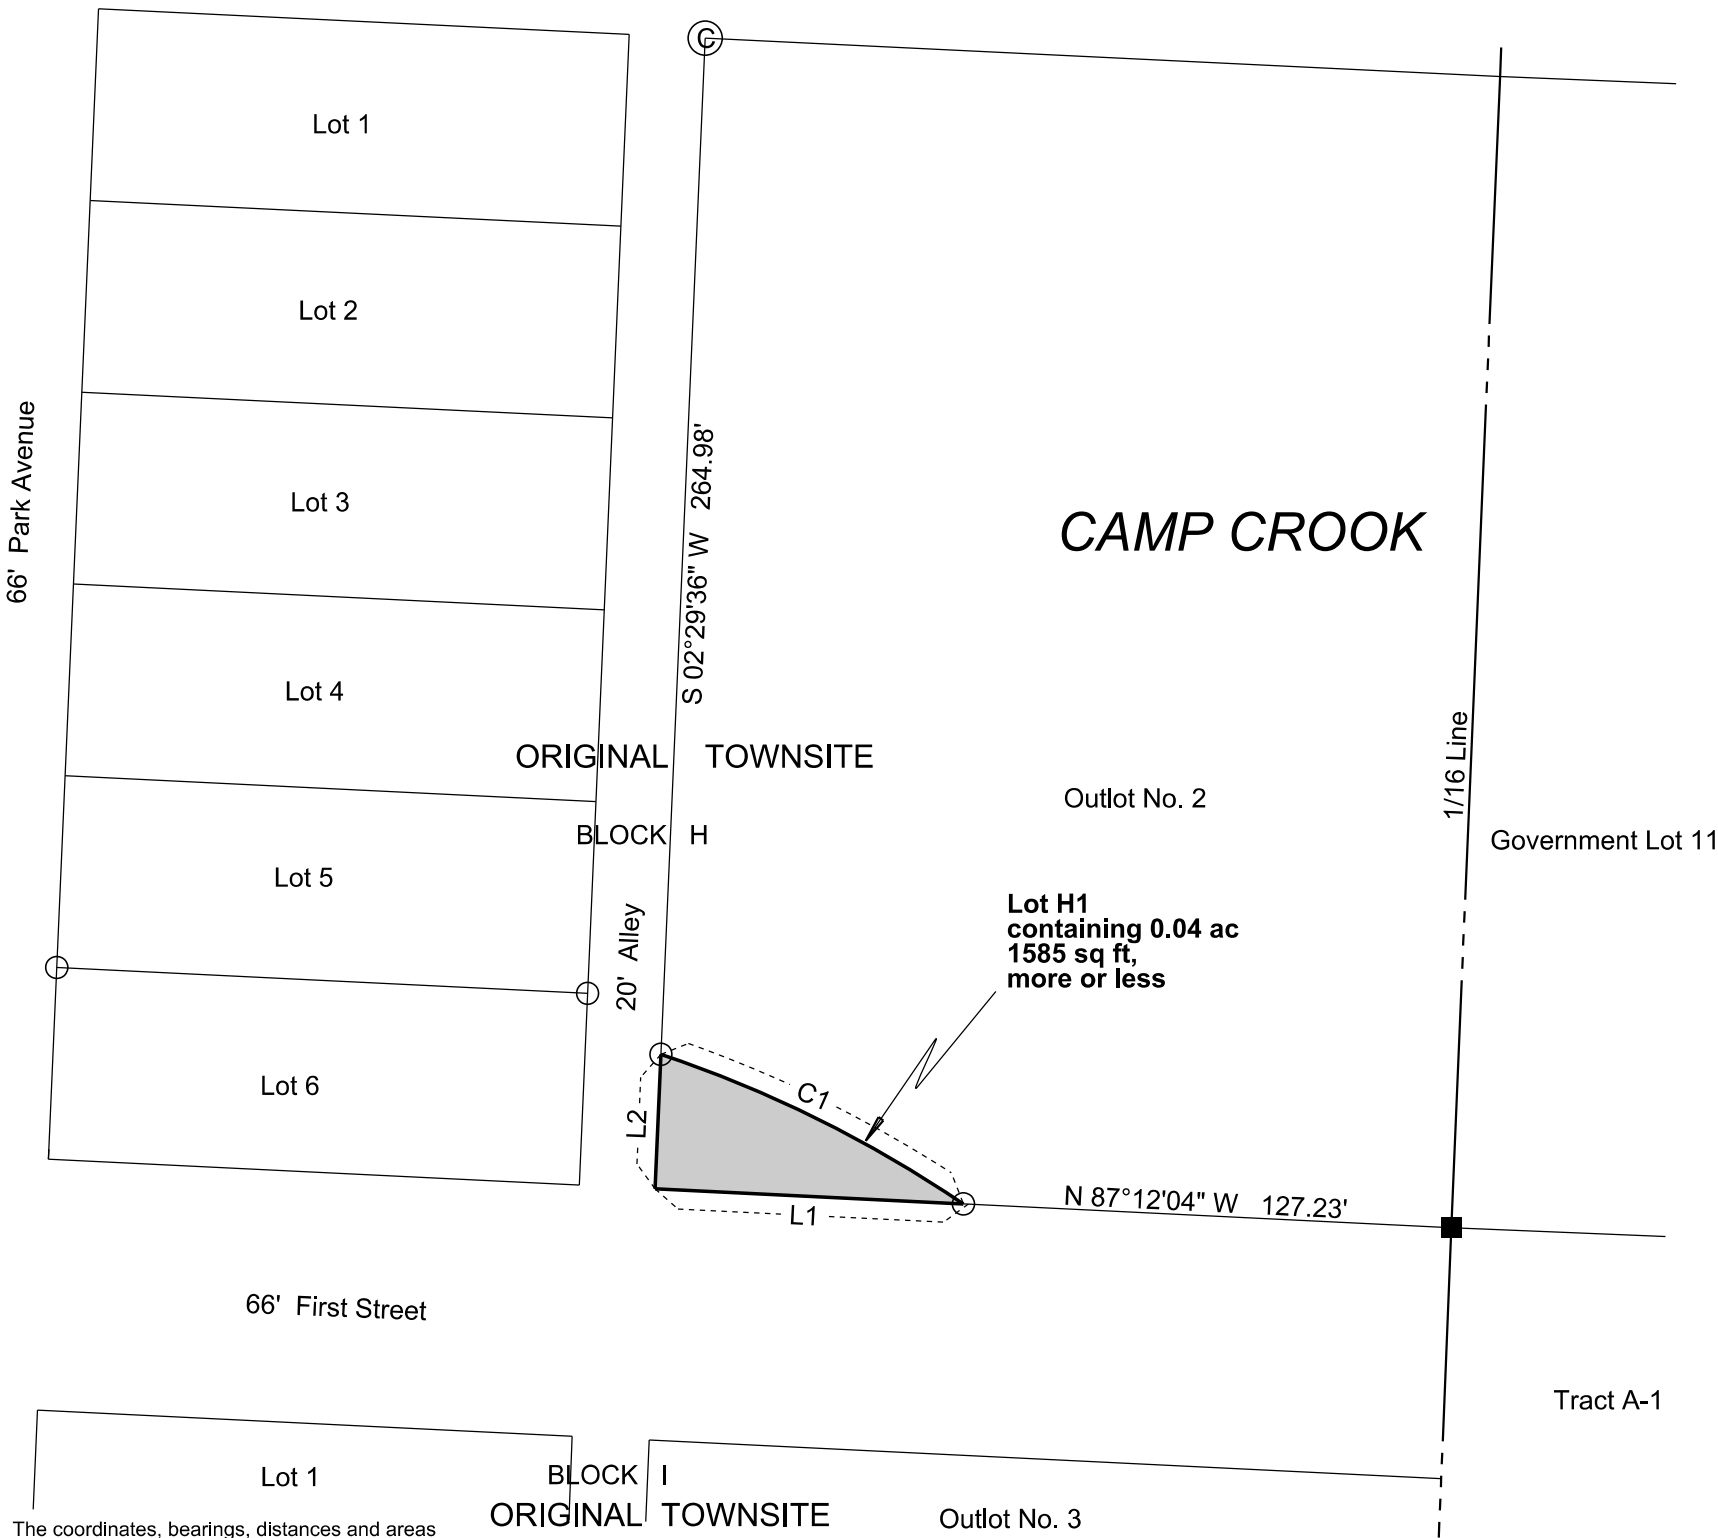 C
Lot 1
Lot 2
66' Park Avenue
Lot 3
S 02°29'36" W 264.98'
CAMP CROOK
Lot 4
ORIGINAL TOWNSITE
1/16 Line
Outlot No. 2
BLOCK H
Government Lot 11
Lot 5
Lot H1
containing 0.04 ac
1585 sq ft,
more or less
20' Alley
Lot 6
C1
L2
L1
N 87°12'04" W 127.23'
66' First Street
Tract A-1
Lot 1
BLOCK I
ORIGINAL TOWNSITE
Outlot No. 3
The coordinates, bearings, distances and areas